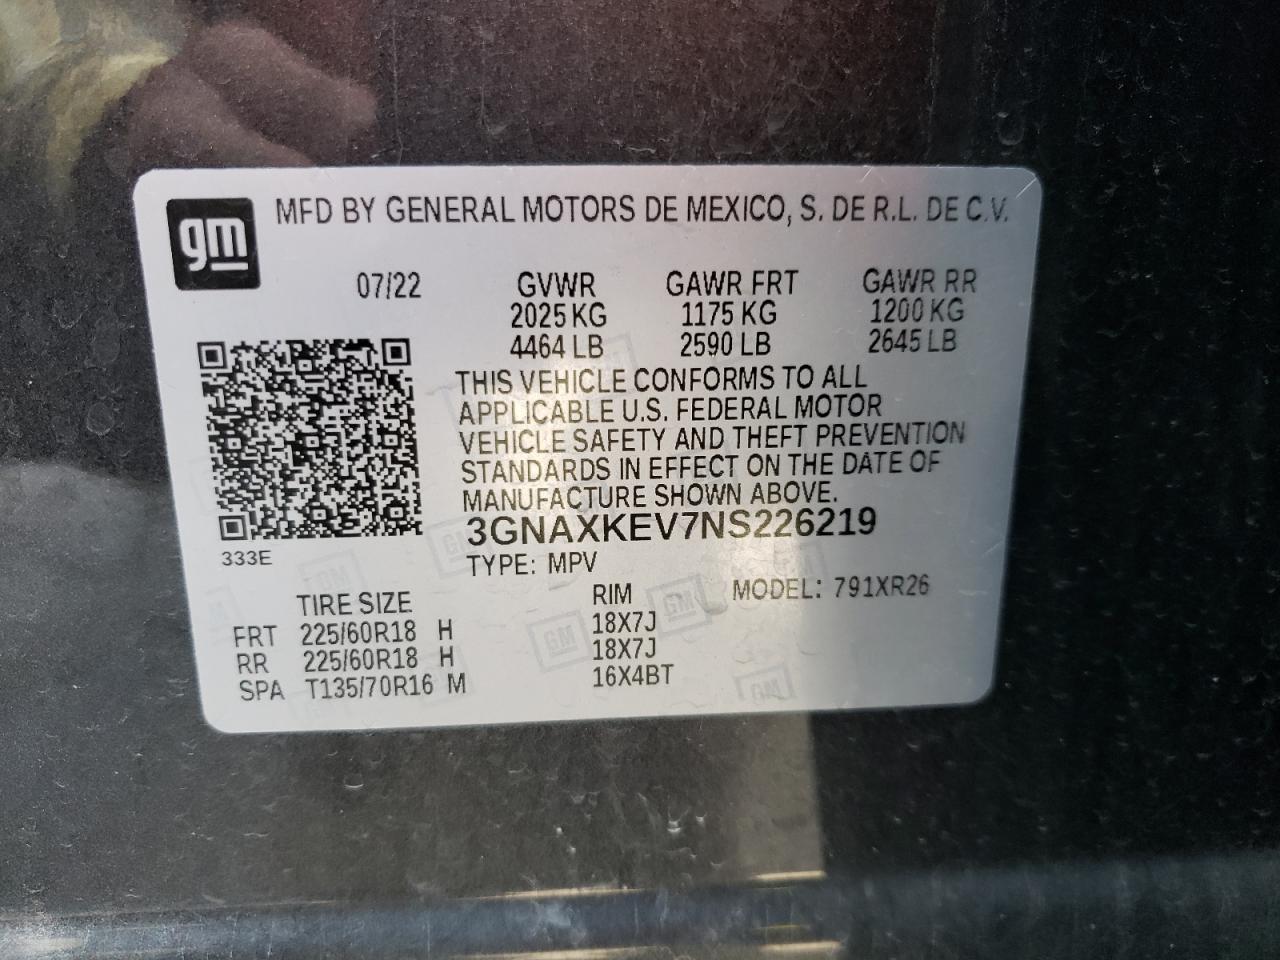 gm MFD BY GENERAL MOTORS DE MEXICO, S. DE R.L. DE C.V.
07/22 GVWR GAWR FRT GAWR RR
2025 KG 1175 KG 1200 KG
4464 LB 2590 LB 2645 LB
THIS VEHICLE CONFORMS TO ALL
APPLICABLE U.S. FEDERAL MOTOR
VEHICLE SAFETY AND THEFT PREVENTION
STANDARDS IN EFFECT ON THE DATE OF
MANUFACTURE SHOWN ABOVE.
3GNAXKEV7NS226219
333E TYPE: MPV
TIRE SIZE RIM MODEL: 791XR26
FRT 225/60R18 H 18X7J
RR 225/60R18 H 18X7J
SPA T135/70R16 M 16X4BT
GM
GM
GM